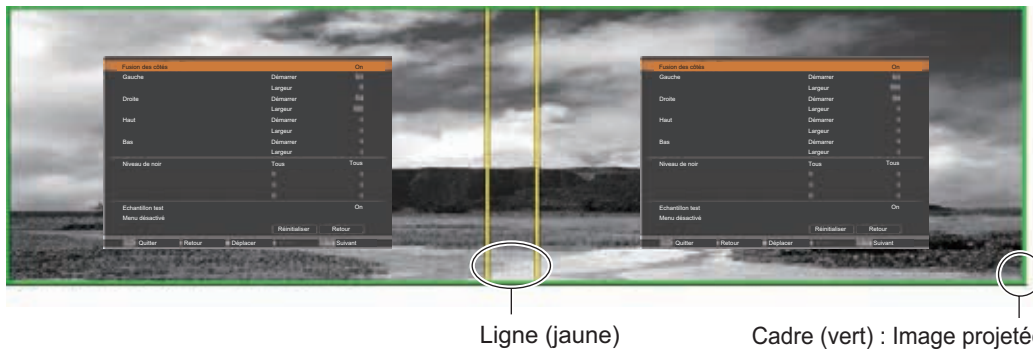 Fusion des côtés On
Gauche Démarrer
Largeur
Droite Démarrer
Largeur
Haut Démarrer
Largeur
Bas Démarrer
Largeur
Niveau de noir Tous Tous
Echantillon test On
Menu désactivé
Réinitialiser Retour
Quitter Retour Déplacer Suivant
Fusion des côtés On
Gauche Démarrer
Largeur
Droite Démarrer
Largeur
Haut Démarrer
Largeur
Bas Démarrer
Largeur
Niveau de noir Tous Tous
Echantillon test On
Menu désactivé
Réinitialiser Retour
Quitter Retour Déplacer Suivant
Ligne (jaune)
Cadre (vert) : Image projetée